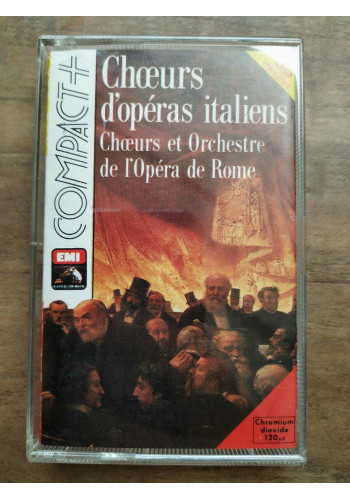 Chœurs
d'opéras italiens
Chœurs et Orchestre
de l'Opéra de Rome
COMPACT+
EMI
Chromium
dioxide
120µs